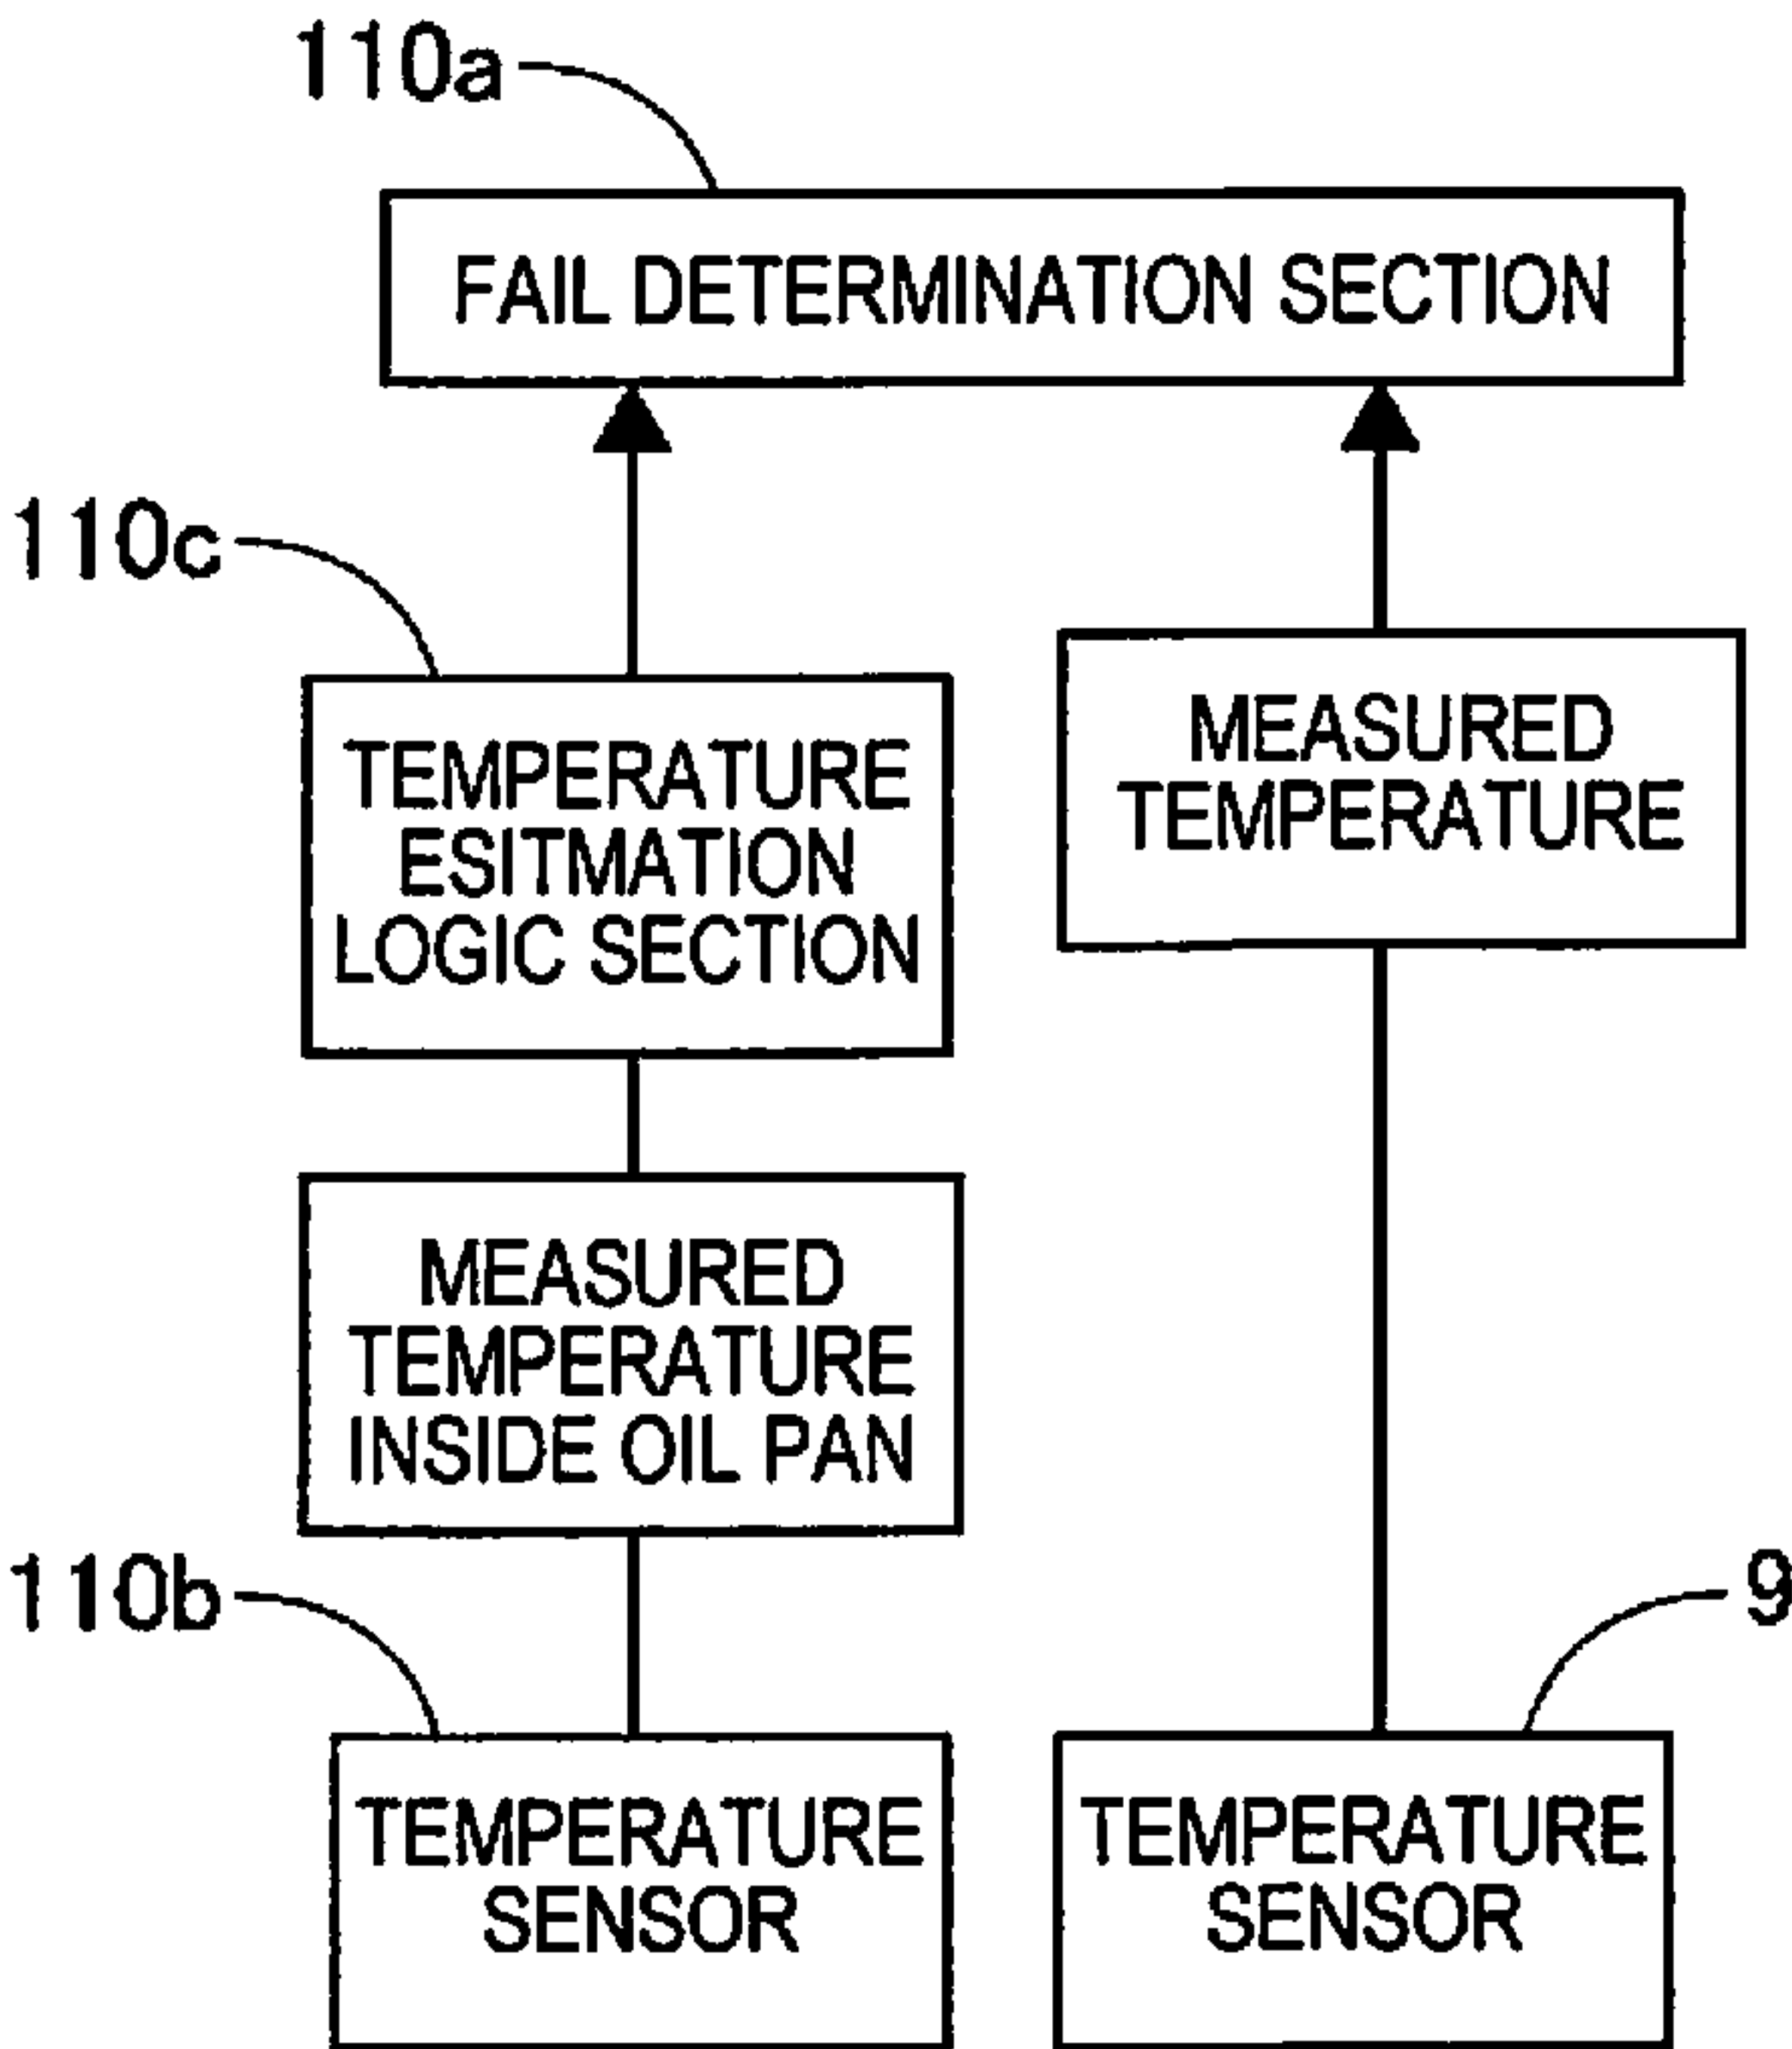 110a
FAIL DETERMINATION SECTION
110c
TEMPERATURE
ESITMATION
LOGIC SECTION
MEASURED
TEMPERATURE
MEASURED
TEMPERATURE
INSIDE OIL PAN
110b
9
TEMPERATURE
SENSOR
TEMPERATURE
SENSOR